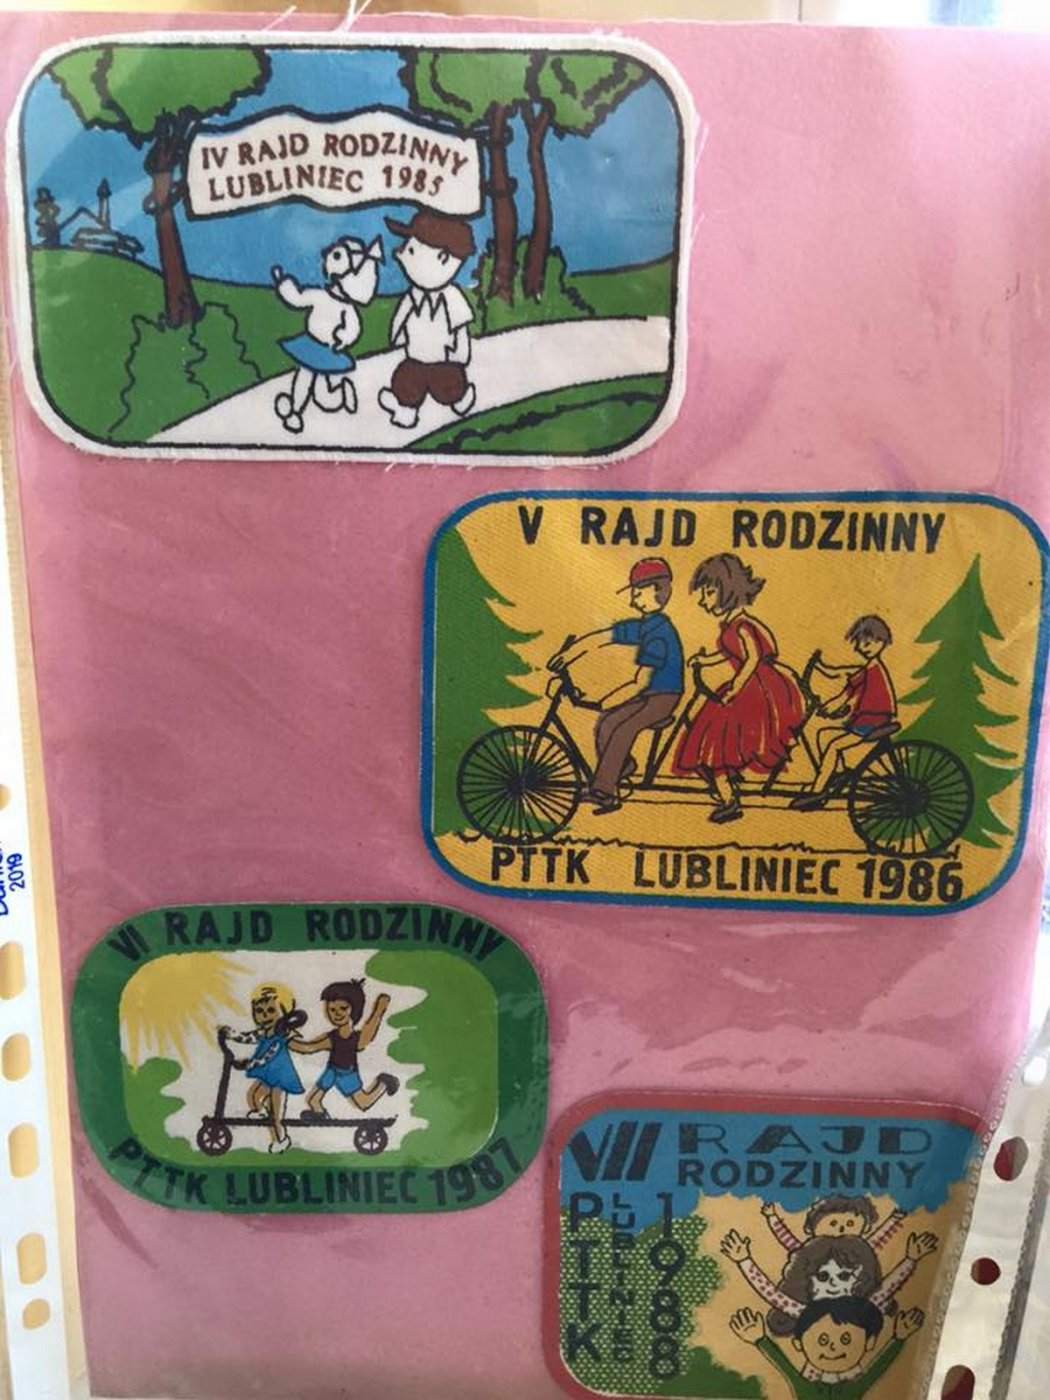 IV RAJD RODZINNY
LUBLINIEC 1985
V RAJD RODZINNY
PTTK LUBLINIEC 1986
2019
VI RAJD RODZINNY
PTTK LUBLINIEC 1987
VII RAJD
RODZINNY
PTTK
LUBLINIEC
1988